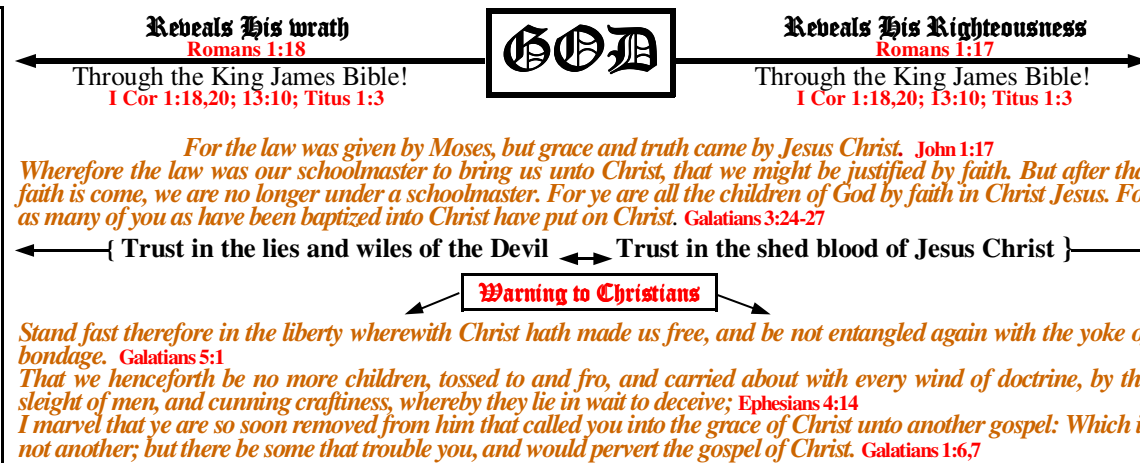 Reveals His wrath
Romans 1:18
Through the King James Bible!
I Cor 1:18,20; 13:10; Titus 1:3
GOD
Reveals His Righteousness
Romans 1:17
Through the King James Bible!
I Cor 1:18,20; 13:10; Titus 1:3
For the law was given by Moses, but grace and truth came by Jesus Christ. John 1:17
Wherefore the law was our schoolmaster to bring us unto Christ, that we might be justified by faith. But after tha
faith is come, we are no longer under a schoolmaster. For ye are all the children of God by faith in Christ Jesus. Fo
as many of you as have been baptized into Christ have put on Christ. Galatians 3:24-27
{ Trust in the lies and wiles of the Devil Trust in the shed blood of Jesus Christ }
Warning to Christians
Stand fast therefore in the liberty wherewith Christ hath made us free, and be not entangled again with the yoke o
bondage. Galatians 5:1
That we henceforth be no more children, tossed to and fro, and carried about with every wind of doctrine, by th
sleight of men, and cunning craftiness, whereby they lie in wait to deceive; Ephesians 4:14
I marvel that ye are so soon removed from him that called you into the grace of Christ unto another gospel: Which i
not another; but there be some that trouble you, and would pervert the gospel of Christ. Galatians 1:6,7